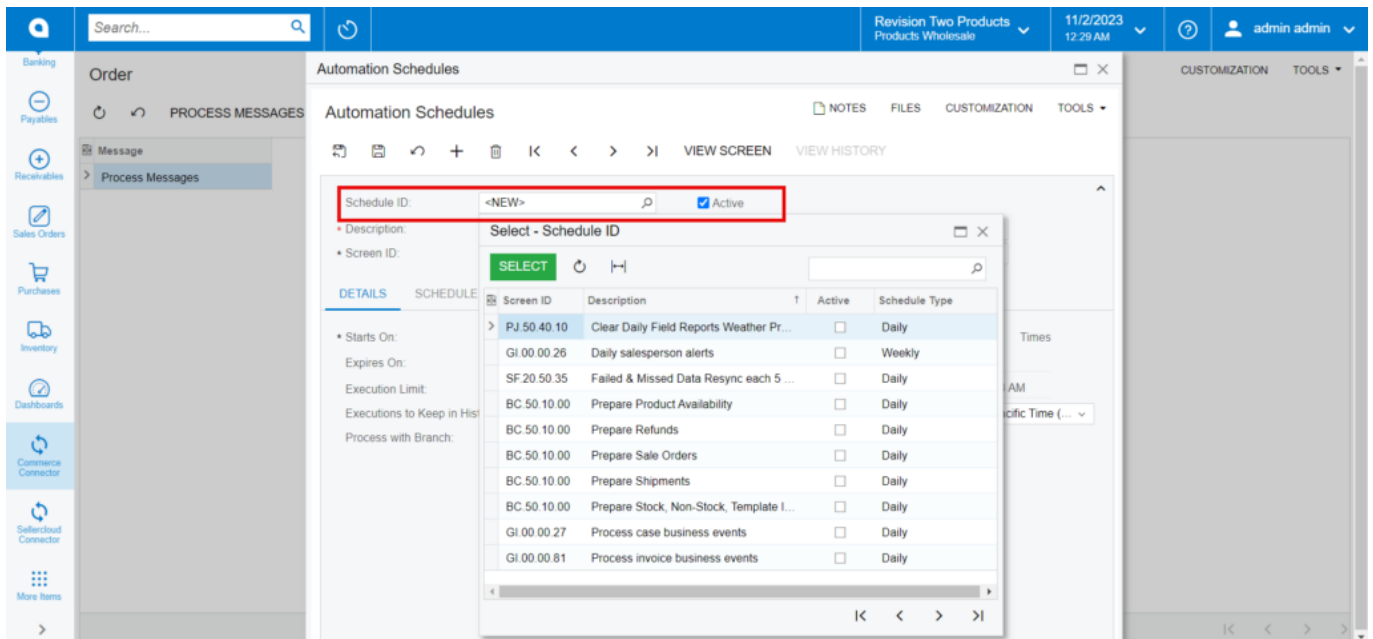 Search...
Revision Two Products
Products Wholesale
11/2/2023
12:29 AM
admin admin
Banking
Payables
Receivables
Sales Orders
Purchases
Inventory
Dashboards
Commerce
Connector
Sellercloud
Connector
More Items
Order
CUSTOMIZATION TOOLS
PROCESS MESSAGES
Message
Process Messages
Automation Schedules
Automation Schedules
NOTES FILES CUSTOMIZATION TOOLS
VIEW SCREEN VIEW HISTORY
Schedule ID: <NEW> Active
Description:
Screen ID:
DETAILS SCHEDULE
Starts On:
Expires On:
Execution Limit:
Executions to Keep in Hist
Process with Branch:
Times
AM
cific Time (...
Select - Schedule ID
SELECT
Screen ID Description Active Schedule Type
PJ.50.40.10 Clear Daily Field Reports Weather Pr... Daily
GI.00.00.26 Daily salesperson alerts Weekly
SF.20.50.35 Failed & Missed Data Resync each 5 ... Daily
BC.50.10.00 Prepare Product Availability Daily
BC.50.10.00 Prepare Refunds Daily
BC.50.10.00 Prepare Sale Orders Daily
BC.50.10.00 Prepare Shipments Daily
BC.50.10.00 Prepare Stock, Non-Stock, Template I... Daily
GI.00.00.27 Process case business events Daily
GI.00.00.81 Process invoice business events Daily